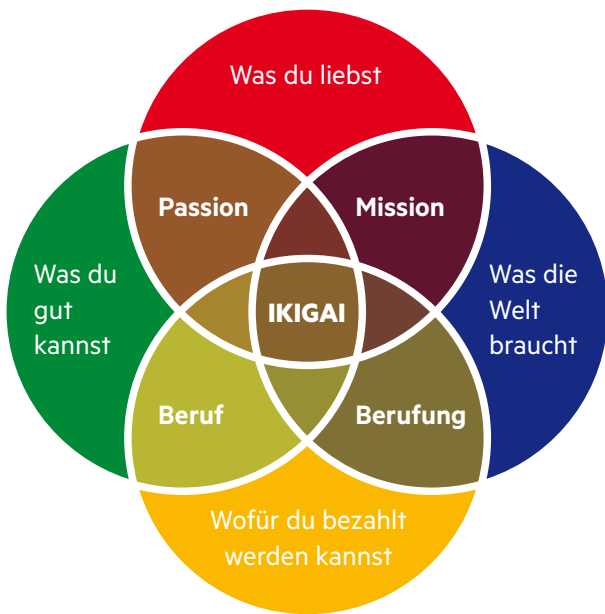 Was du liebst
Passion
Mission
Was du
gut
kannst
IKIGAI
Was die
Welt
braucht
Beruf
Berufung
Wofür du bezahlt
werden kannst